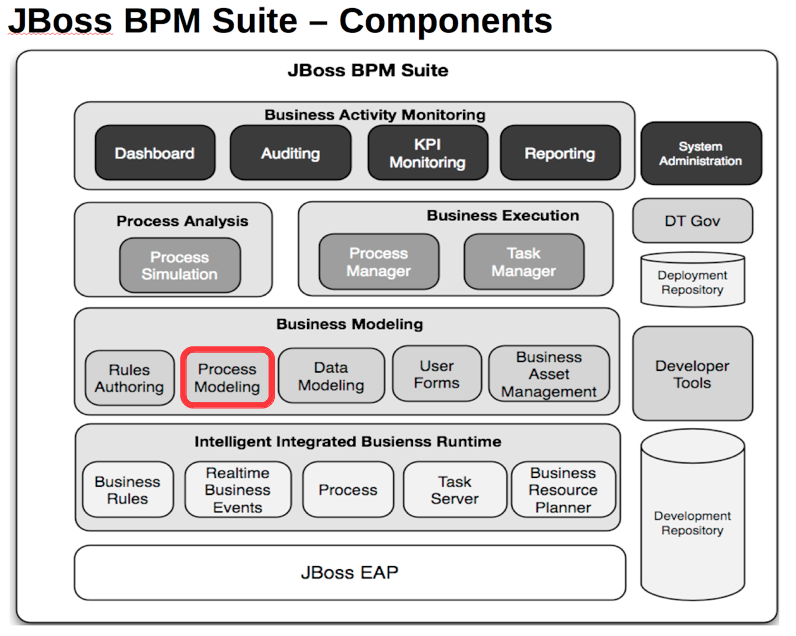 JBoss BPM Suite – Components
JBoss BPM Suite
Business Activity Monitoring
Dashboard
Auditing
KPI
Monitoring
Reporting
System
Administration
Process Analysis
Process
Simulation
Business Execution
Process
Manager
Task
Manager
DT Gov
Deployment
Repository
Business Modeling
Rules
Authoring
Process
Modeling
Data
Modeling
User
Forms
Business
Asset
Management
Developer
Tools
Intelligent Integrated Busienss Runtime
Business
Rules
Realtime
Business
Events
Process
Task
Server
Business
Resource
Planner
Development
Repository
JBoss EAP